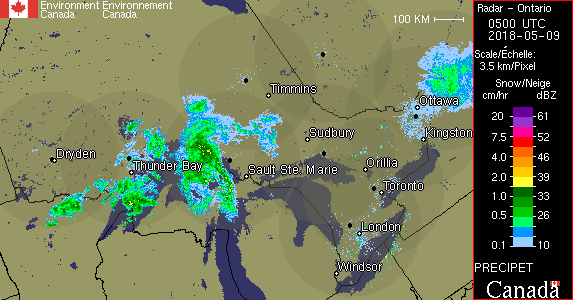 Environment Environnement
Canada Canada
100 KM
Timmins
Ottawa
Sudbury
Kingston
Dryden
Thunder Bay
Sault Ste. Marie
Orillia
Toronto
London
Windsor
Radar - Ontario
0500 UTC
2018-05-09
Scale/Échelle:
3.5 km/Pixel
Snow/Neige
cm/hr dBZ
20 61
7.5 52
4.0 46
2.0 39
1.0 33
0.5 26
0.1 10
PRECIPET
Canada